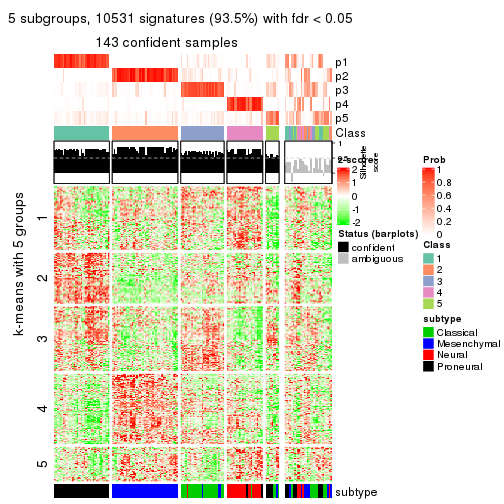 5 subgroups, 10531 signatures (93.5%) with fdr < 0.05
143 confident samples
p1
p2
p3
p4
p5
Class
1
Silhouette
score
z-score
2
1
0
-1
-2
Prob
1
0.8
0.6
0.4
0.2
0
Status (barplots)
confident
ambiguous
Class
1
2
3
4
5
subtype
Classical
Mesenchymal
Neural
Proneural
k-means with 5 groups
1
2
3
4
5
subtype